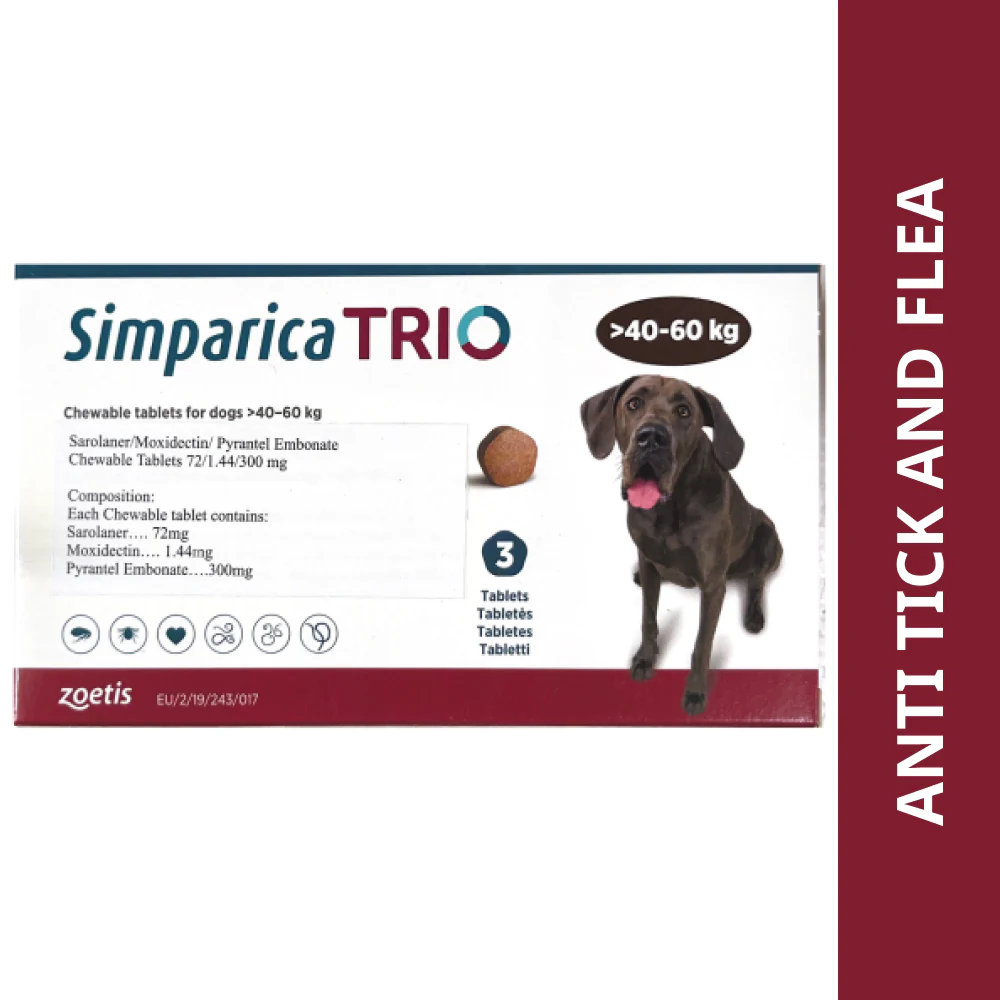 Simparica TRIO
>40-60 kg
Chewable tablets for dogs >40–60 kg
Sarolaner/Moxidectin/ Pyrantel Embonate
Chewable Tablets 72/1.44/300 mg
Composition:
Each Chewable tablet contains:
Sarolaner.... 72mg
Moxidectin.... 1.44mg
Pyrantel Embonate....300mg
3
Tablets
Tabletės
Tabletes
Tabletti
zoetis
EU/2/19/243/017
ANTI TICK AND FLEA